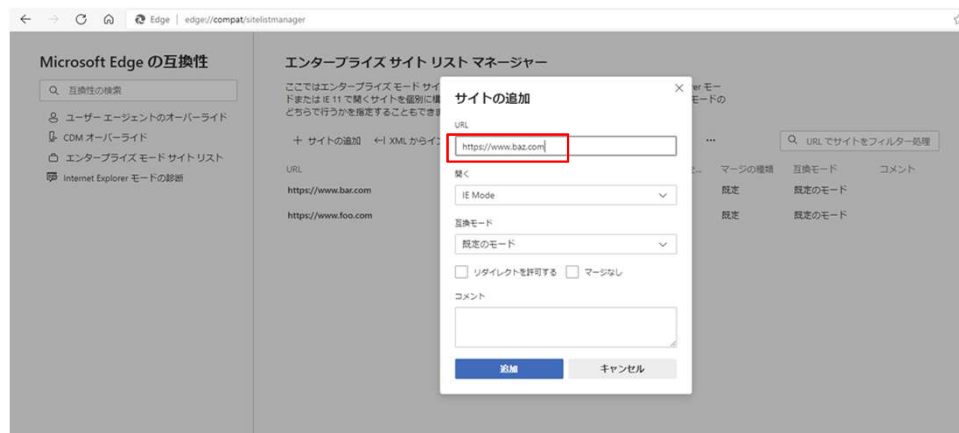 Edge | edge://compat/sitelistmanager
Microsoft Edge の互換性
互換性の検索
ユーザー エージェントのオーバーライド
CDM オーバーライド
エンタープライズ モード サイト リスト
Internet Explorer モードの診断
エンタープライズ サイト リスト マネージャー
ここではエンタープライズ モード サイ
er モー
ドまたは IE 11 で開くサイトを個別に構
モードの
どちらで行うかを指定することもできま
+ サイトの追加
XML からイン
...
URL でサイトをフィルター処理
URL
マージの種類
互換モード
コメント
https://www.bar.com
既定
既定のモード
https://www.foo.com
既定
既定のモード
サイトの追加
URL
https://www.baz.com
開く
IE Mode
互換モード
既定のモード
リダイレクトを許可する
マージなし
コメント
追加
キャンセル